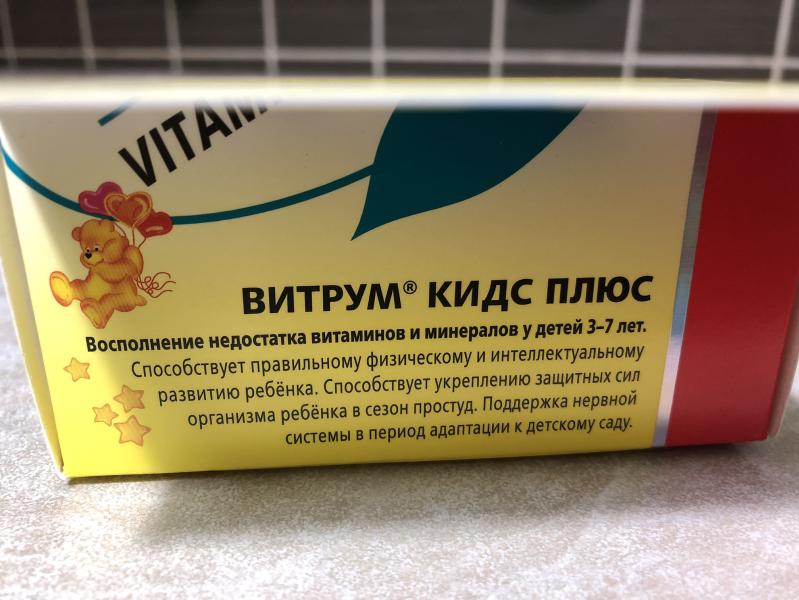 ВИТРУМ® КИДС ПЛЮС
Восполнение недостатка витаминов и минералов у детей 3–7 лет.
Способствует правильному физическому и интеллектуальному
развитию ребёнка. Способствует укреплению защитных сил
организма ребёнка в сезон простуд. Поддержка нервной
системы в период адаптации к детскому саду.